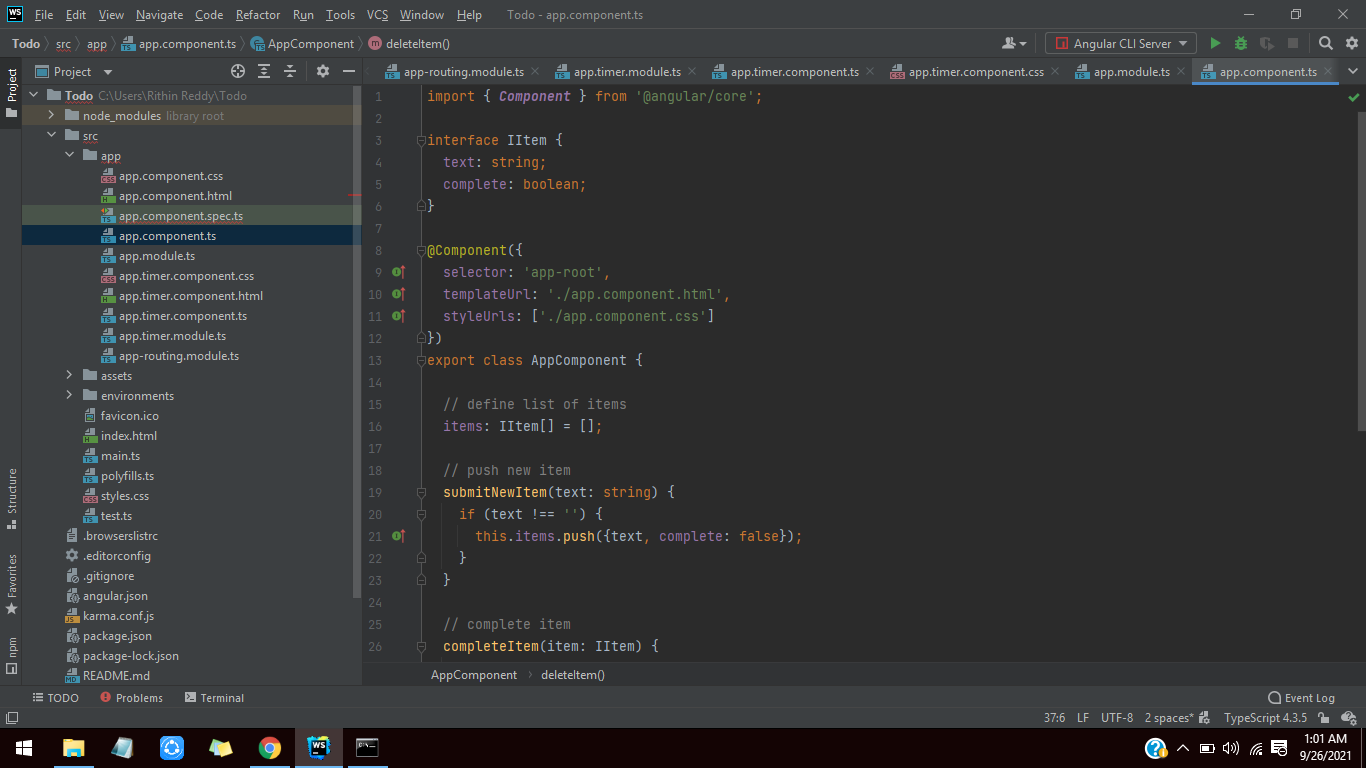 WS File Edit View Navigate Code Refactor Run Tools VCS Window Help Todo - app.component.ts
Todo src app app.component.ts AppComponent deleteItem() Angular CLI Server
Project
Project
app-routing.module.ts app.timer.module.ts app.timer.component.ts app.timer.component.css app.module.ts app.component.ts
Todo C:\Users\Rithin Reddy\Todo
node_modules library root
src
app
app.component.css
app.component.html
app.component.spec.ts
app.component.ts
app.module.ts
app.timer.component.css
app.timer.component.html
app.timer.component.ts
app.timer.module.ts
app-routing.module.ts
assets
environments
favicon.ico
index.html
main.ts
polyfills.ts
styles.css
test.ts
.browserslistrc
.editorconfig
.gitignore
angular.json
karma.conf.js
package.json
package-lock.json
README.md
Structure
Favorites
npm
1 import { Component } from '@angular/core';
2
3 interface IItem {
4 text: string;
5 complete: boolean;
6 }
7
8 @Component({
9 selector: 'app-root',
10 templateUrl: './app.component.html',
11 styleUrls: ['./app.component.css']
12 })
13 export class AppComponent {
14
15 // define list of items
16 items: IItem[] = [];
17
18 // push new item
19 submitNewItem(text: string) {
20 if (text !== '') {
21 this.items.push({text, complete: false});
22 }
23 }
24
25 // complete item
26 completeItem(item: IItem) {
AppComponent deleteItem()
TODO Problems Terminal Event Log
37:6 LF UTF-8 2 spaces* TypeScript 4.3.5
WS
1:01 AM
9/26/2021